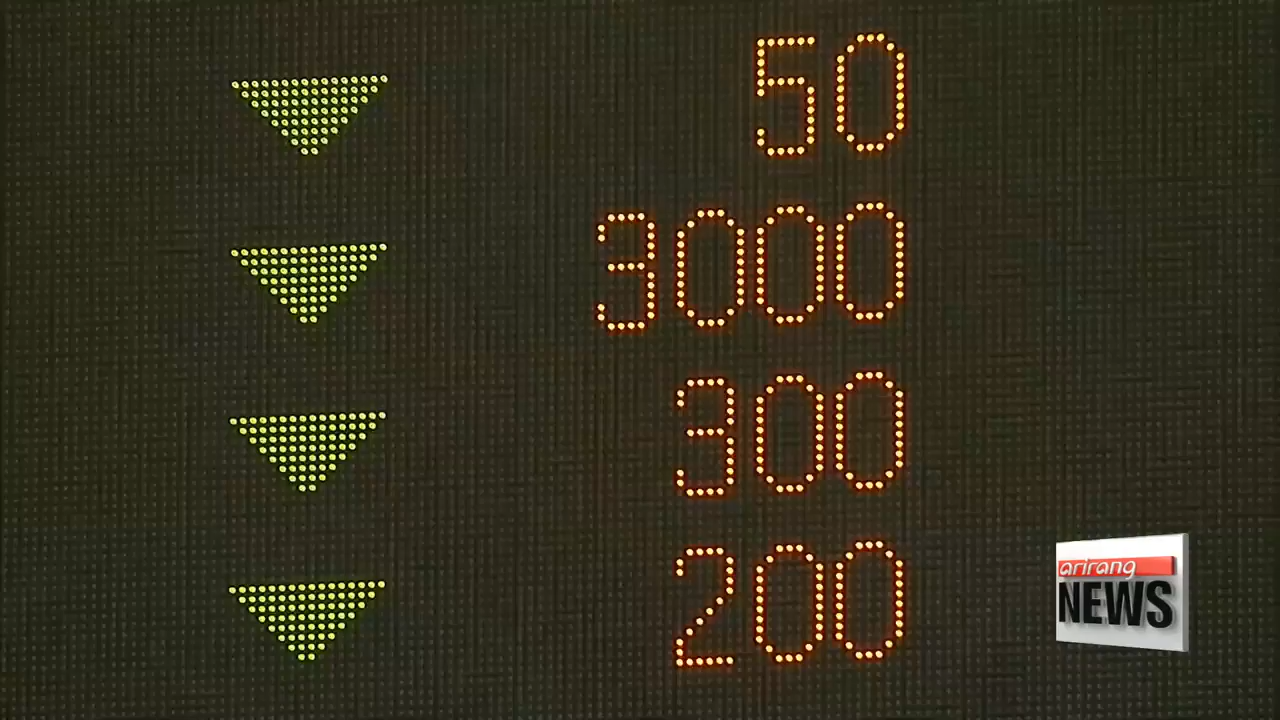 ▼ 50
▼ 3000
▼ 300
▼ 200
arirang
NEWS